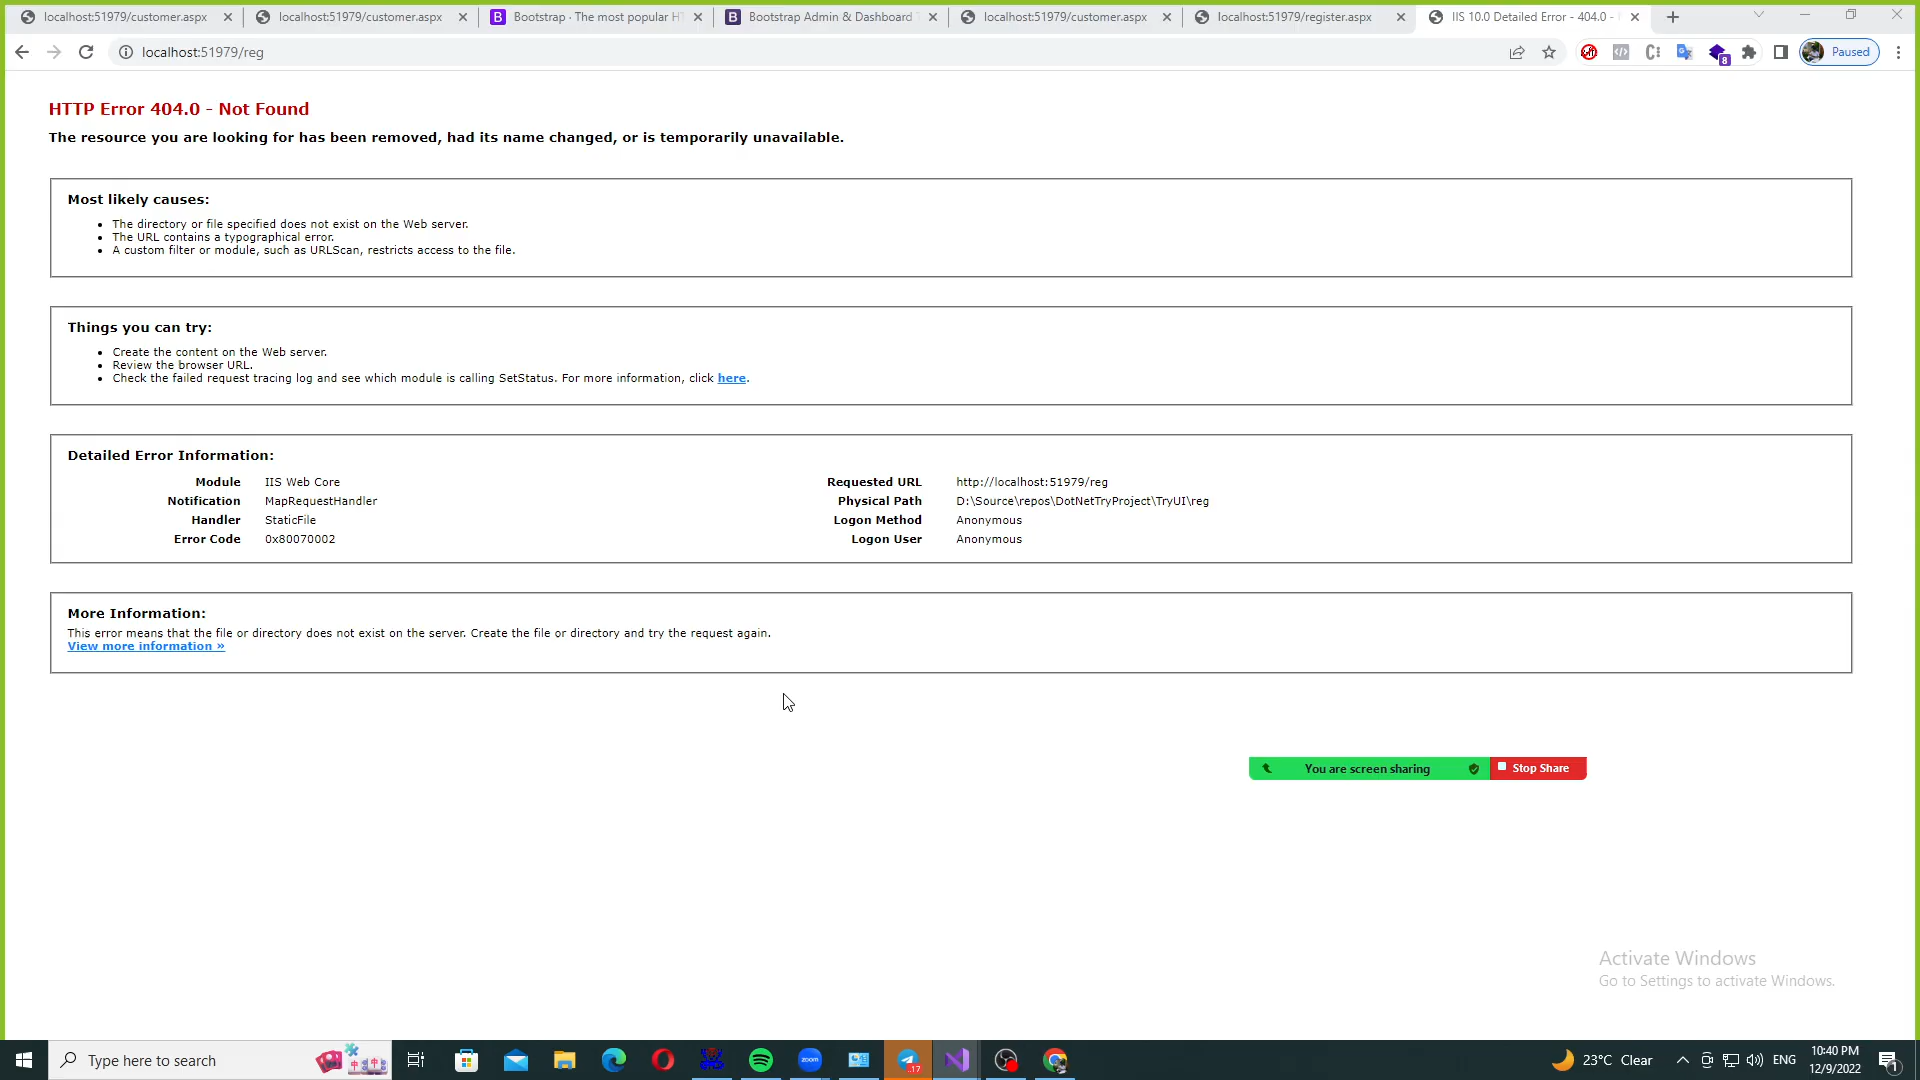 localhost:51979/customer.aspx
localhost:51979/customer.aspx
Bootstrap · The most popular HT
Bootstrap Admin & Dashboard T
localhost:51979/customer.aspx
localhost:51979/register.aspx
IIS 10.0 Detailed Error - 404.0 -
localhost:51979/reg
8
Paused
HTTP Error 404.0 - Not Found
The resource you are looking for has been removed, had its name changed, or is temporarily unavailable.
Most likely causes:
• The directory or file specified does not exist on the Web server.
• The URL contains a typographical error.
• A custom filter or module, such as URLScan, restricts access to the file.
Things you can try:
• Create the content on the Web server.
• Review the browser URL.
• Check the failed request tracing log and see which module is calling SetStatus. For more information, click here.
Detailed Error Information:
Module IIS Web Core
Notification MapRequestHandler
Handler StaticFile
Error Code 0x80070002
Requested URL http://localhost:51979/reg
Physical Path D:\Source\repos\DotNetTryProject\TryUI\reg
Logon Method Anonymous
Logon User Anonymous
More Information:
This error means that the file or directory does not exist on the server. Create the file or directory and try the request again.
View more information »
You are screen sharing
Stop Share
Activate Windows
Go to Settings to activate Windows.
Type here to search
zoom
17
23°C Clear
ENG
10:40 PM
12/9/2022
1